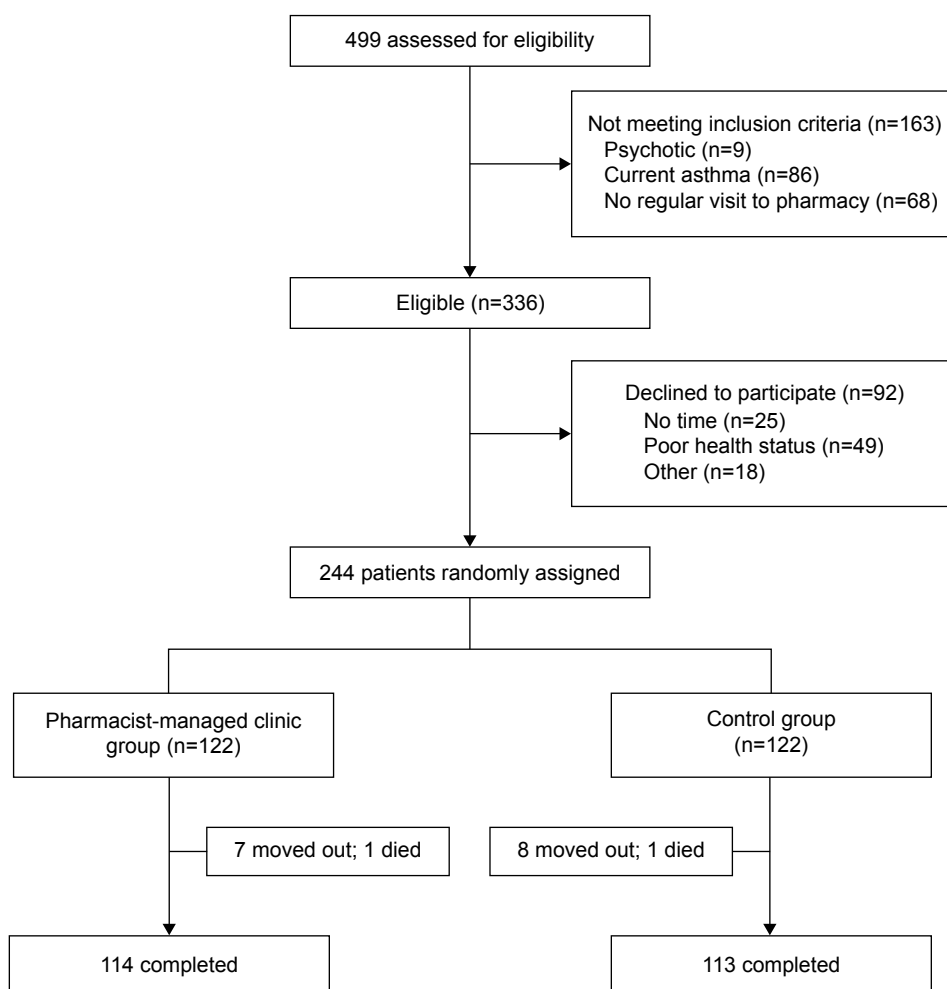 499 assessed for eligibility
Not meeting inclusion criteria (n=163)
Psychotic (n=9)
Current asthma (n=86)
No regular visit to pharmacy (n=68)
Eligible (n=336)
Declined to participate (n=92)
No time (n=25)
Poor health status (n=49)
Other (n=18)
244 patients randomly assigned
Pharmacist-managed clinic
group (n=122)
Control group
(n=122)
7 moved out; 1 died
8 moved out; 1 died
114 completed
113 completed